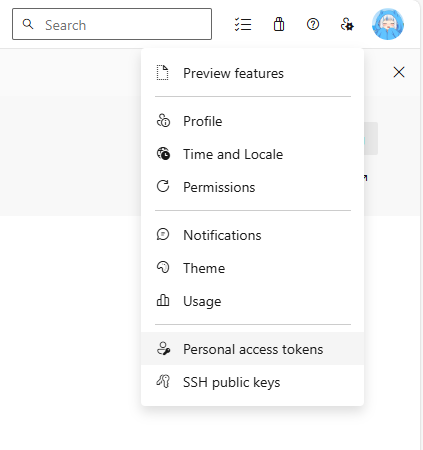 Search
Preview features
Profile
Time and Locale
Permissions
Notifications
Theme
Usage
Personal access tokens
SSH public keys